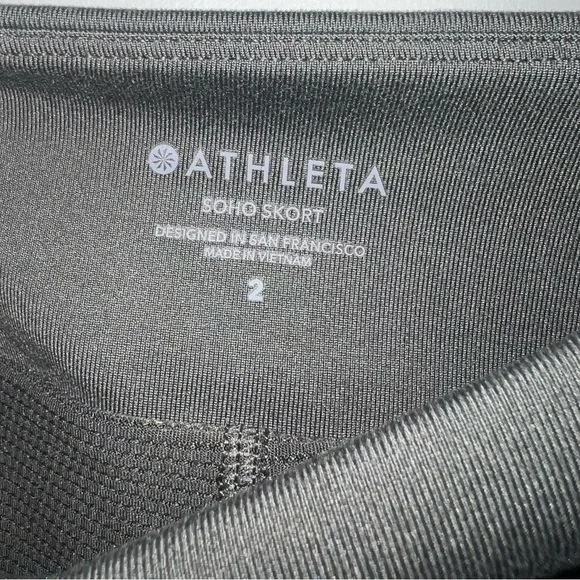 ATHLETA
SOHO SKORT
DESIGNED IN SAN FRANCISCO
MADE IN VIETNAM
2